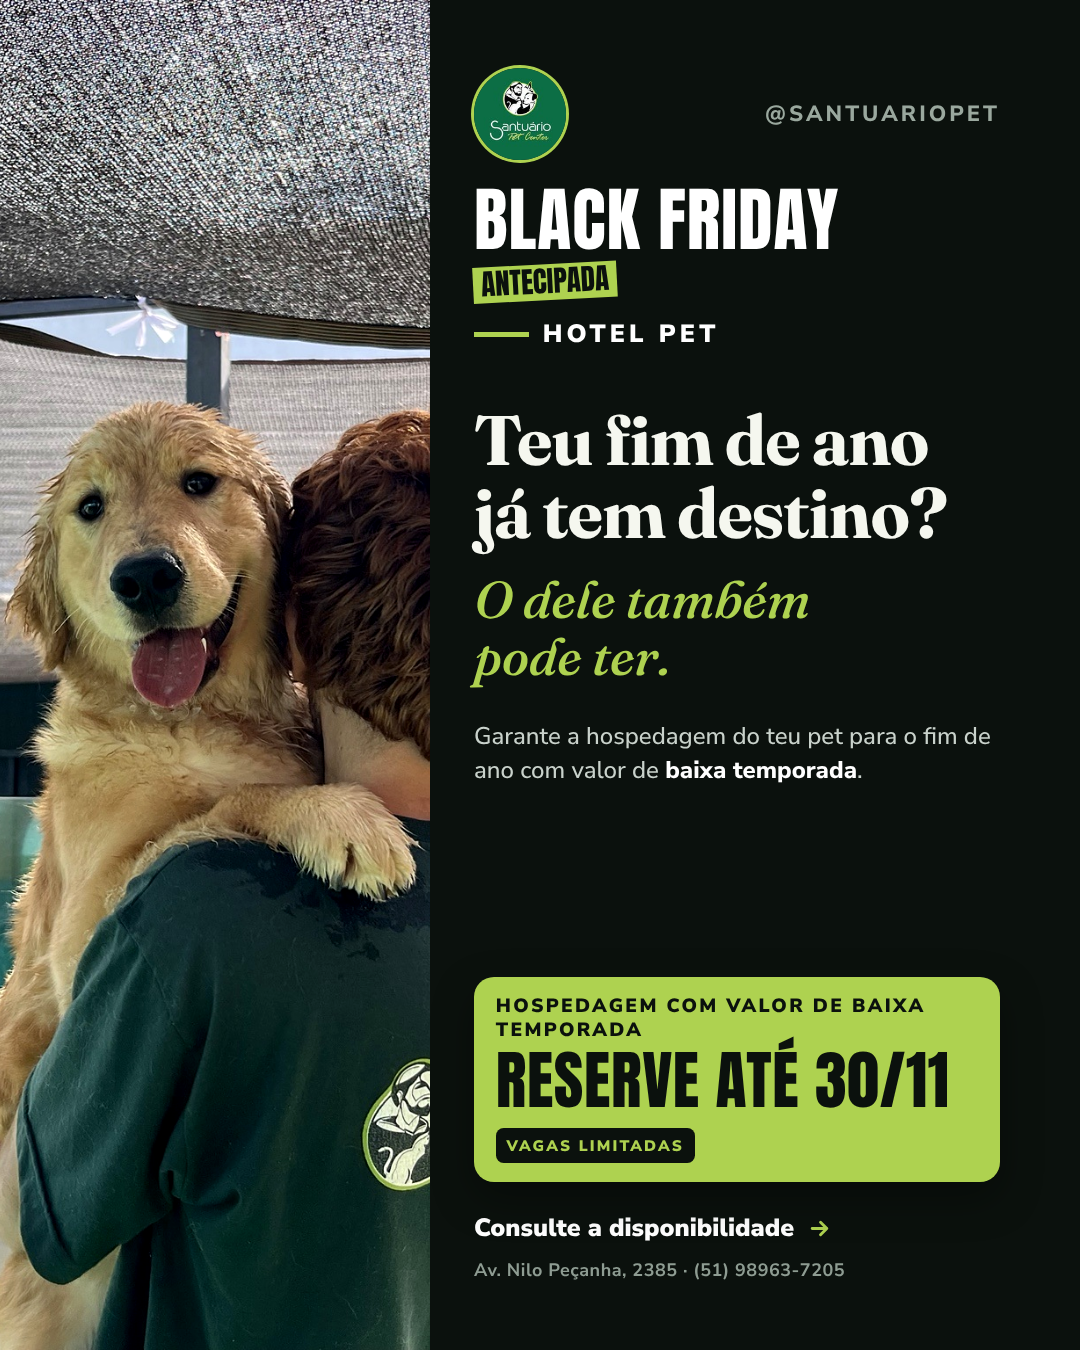 Santuário
Pet Center
@SANTUARIOPET
BLACK FRIDAY
ANTECIPADA
HOTEL PET
Teu fim de ano
já tem destino?
O dele também
pode ter.
Garante a hospedagem do teu pet para o fim de
ano com valor de baixa temporada.
HOSPEDAGEM COM VALOR DE BAIXA
TEMPORADA
RESERVE ATÉ 30/11
VAGAS LIMITADAS
Consulte a disponibilidade →
Av. Nilo Peçanha, 2385 · (51) 98963-7205